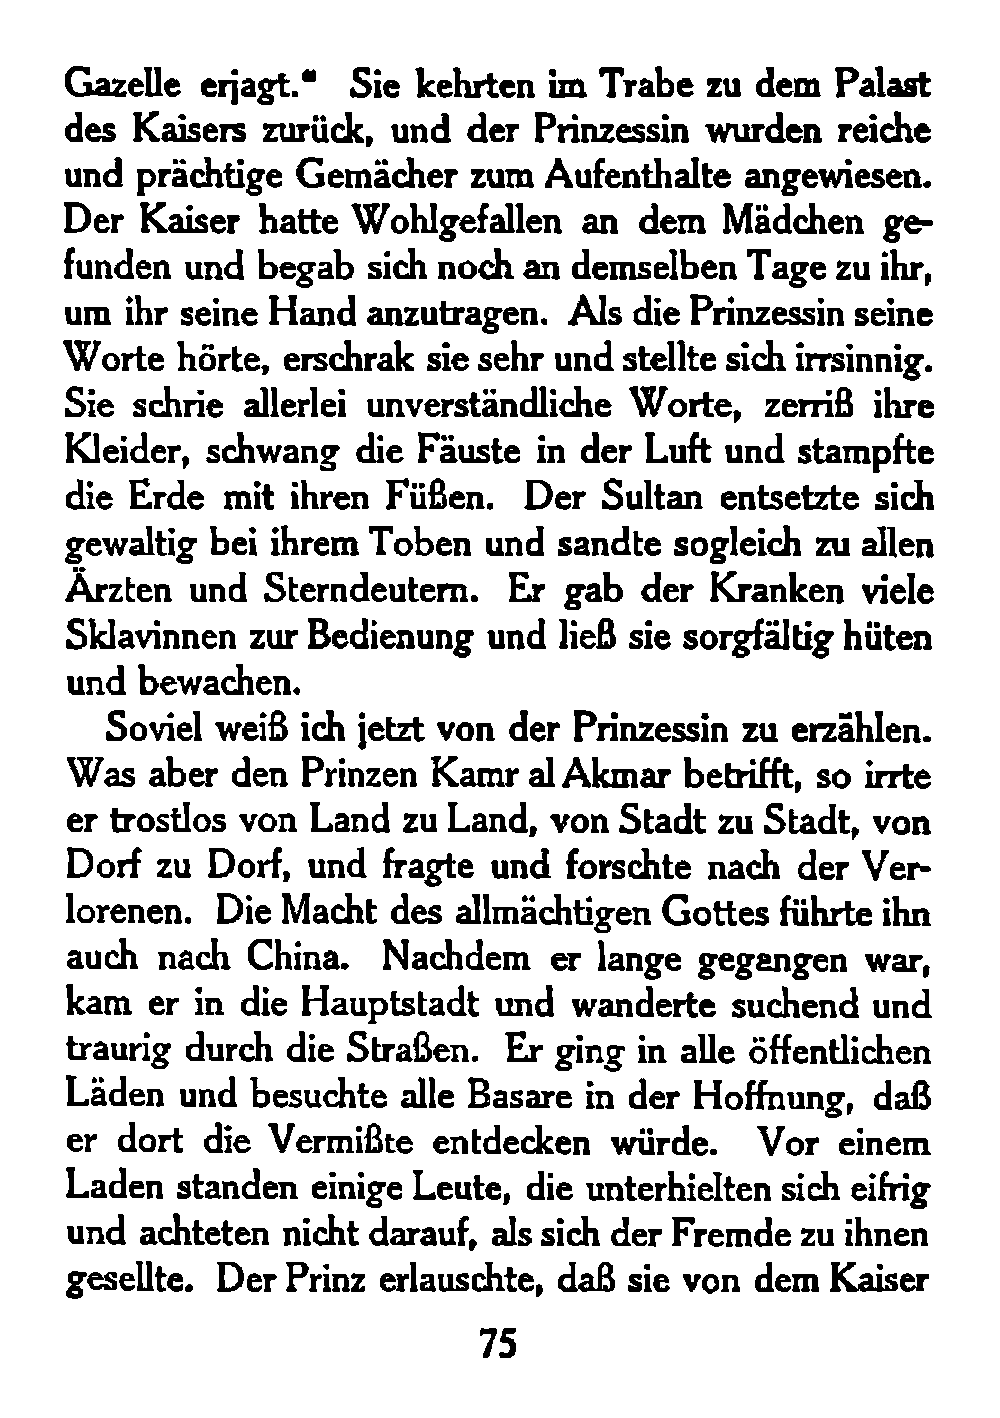 Gazelle erjagt.“ Sie kehrten im Trabe zu dem Palast
des Kaisers zurück, und der Prinzessin wurden reiche
und prächtige Gemächer zum Aufenthalte angewiesen.
Der Kaiser hatte Wohlgefallen an dem Mädchen ge-
funden und begab sich noch an demselben Tage zu ihr,
um ihr seine Hand anzutragen. Als die Prinzessin seine
Worte hörte, erschrak sie sehr und stellte sich irrsinnig.
Sie schrie allerlei unverständliche Worte, zerriß ihre
Kleider, schwang die Fäuste in der Luft und stampfte
die Erde mit ihren Füßen. Der Sultan entsetzte sich
gewaltig bei ihrem Toben und sandte sogleich zu allen
Ärzten und Sterndeutern. Er gab der Kranken viele
Sklavinnen zur Bedienung und ließ sie sorgfältig hüten
und bewachen.
Soviel weiß ich jetzt von der Prinzessin zu erzählen.
Was aber den Prinzen Kamr al Akmar betrifft, so irrte
er trostlos von Land zu Land, von Stadt zu Stadt, von
Dorf zu Dorf, und fragte und forschte nach der Ver-
lorenen. Die Macht des allmächtigen Gottes führte ihn
auch nach China. Nachdem er lange gegangen war,
kam er in die Hauptstadt und wanderte suchend und
traurig durch die Straßen. Er ging in alle öffentlichen
Läden und besuchte alle Basare in der Hoffnung, daß
er dort die Vermißte entdecken würde. Vor einem
Laden standen einige Leute, die unterhielten sich eifrig
und achteten nicht darauf, als sich der Fremde zu ihnen
gesellte. Der Prinz erlauschte, daß sie von dem Kaiser
75